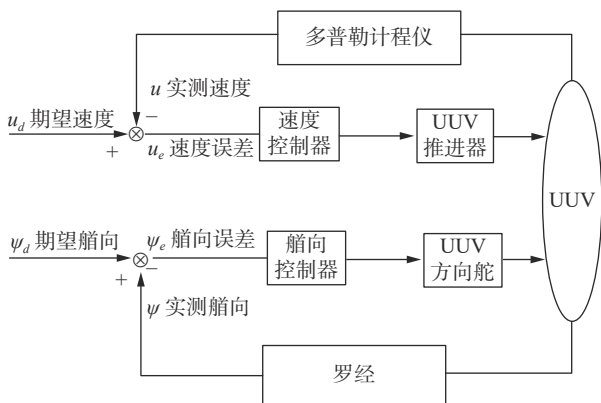 多普勒计程仪
u 实测速度
−
u_d 期望速度
+
u_e 速度误差
速度
控制器
UUV
推进器
UUV
ψ_d 期望艏向
+
−
ψ_e 艏向误差
艏向
控制器
UUV
方向舵
ψ 实测艏向
罗经